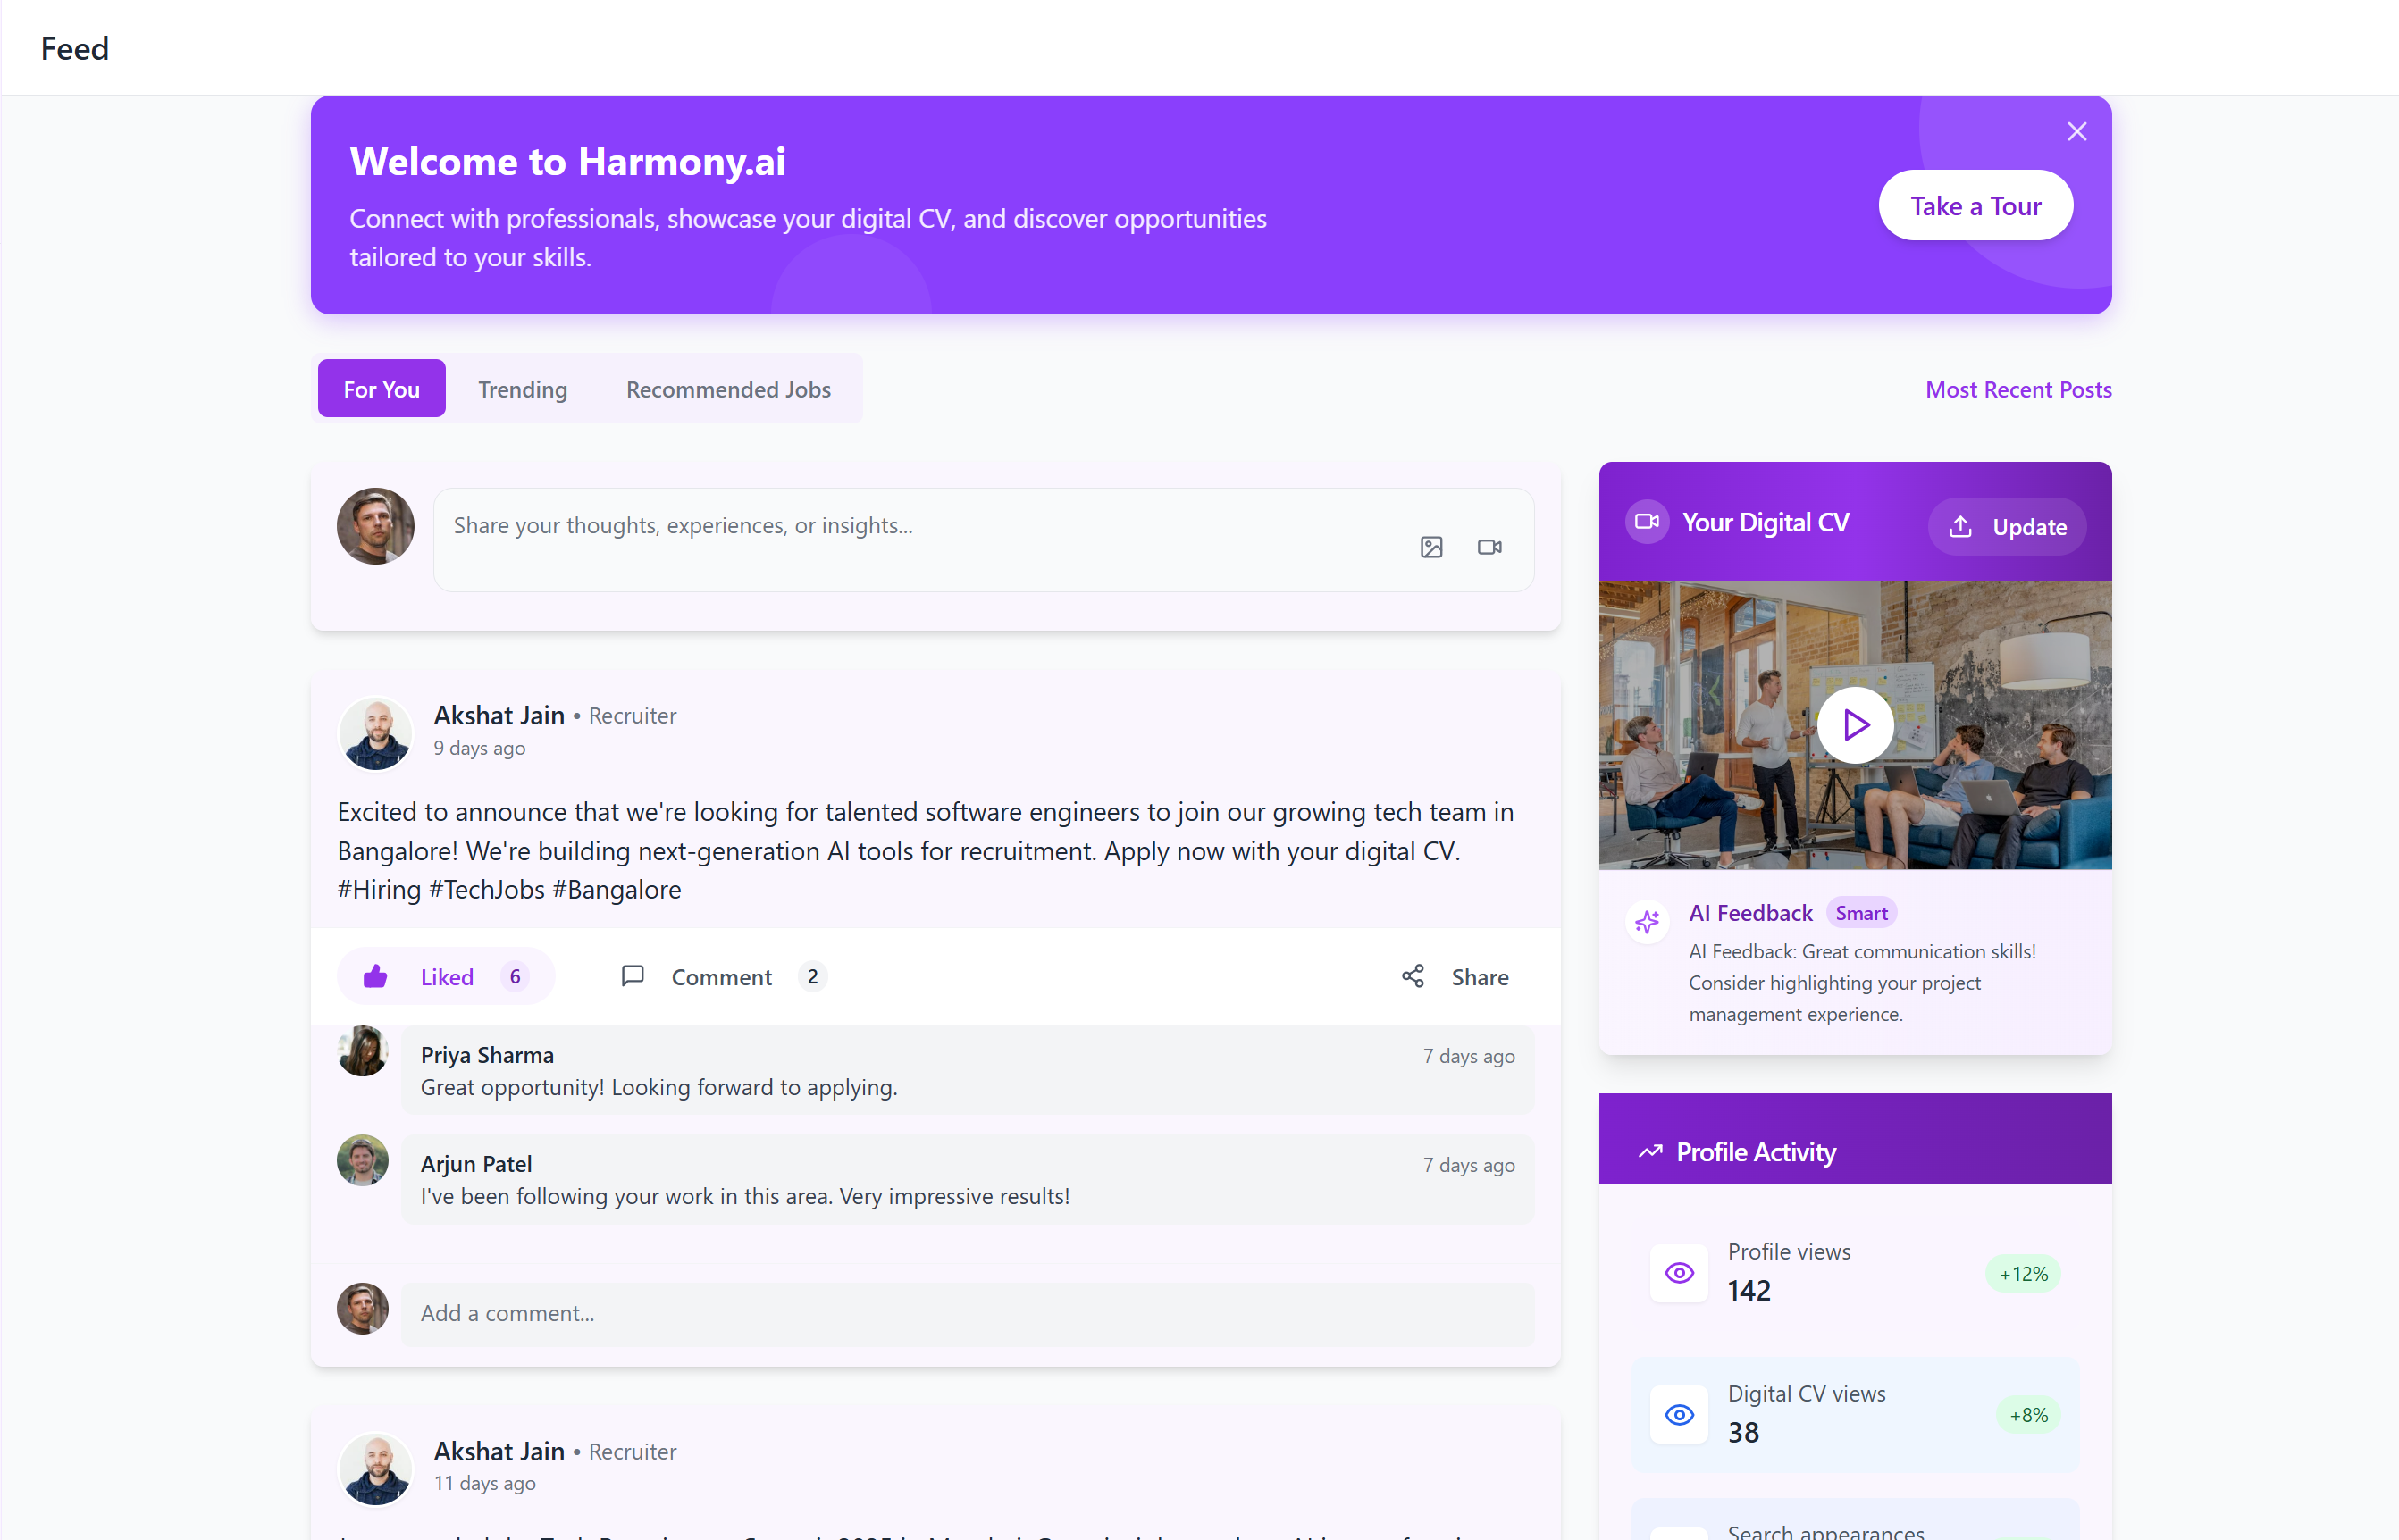 Feed
Welcome to Harmony.ai
Connect with professionals, showcase your digital CV, and discover opportunities
tailored to your skills.
Take a Tour
For You
Trending
Recommended Jobs
Most Recent Posts
Share your thoughts, experiences, or insights...
Akshat Jain • Recruiter
9 days ago
Excited to announce that we're looking for talented software engineers to join our growing tech team in
Bangalore! We're building next-generation AI tools for recruitment. Apply now with your digital CV.
#Hiring #TechJobs #Bangalore
Liked 6
Comment 2
Share
Priya Sharma
7 days ago
Great opportunity! Looking forward to applying.
Arjun Patel
7 days ago
I've been following your work in this area. Very impressive results!
Add a comment...
Akshat Jain • Recruiter
11 days ago
Your Digital CV
Update
AI Feedback Smart
AI Feedback: Great communication skills!
Consider highlighting your project
management experience.
Profile Activity
Profile views
142
+12%
Digital CV views
38
+8%
Search appearances